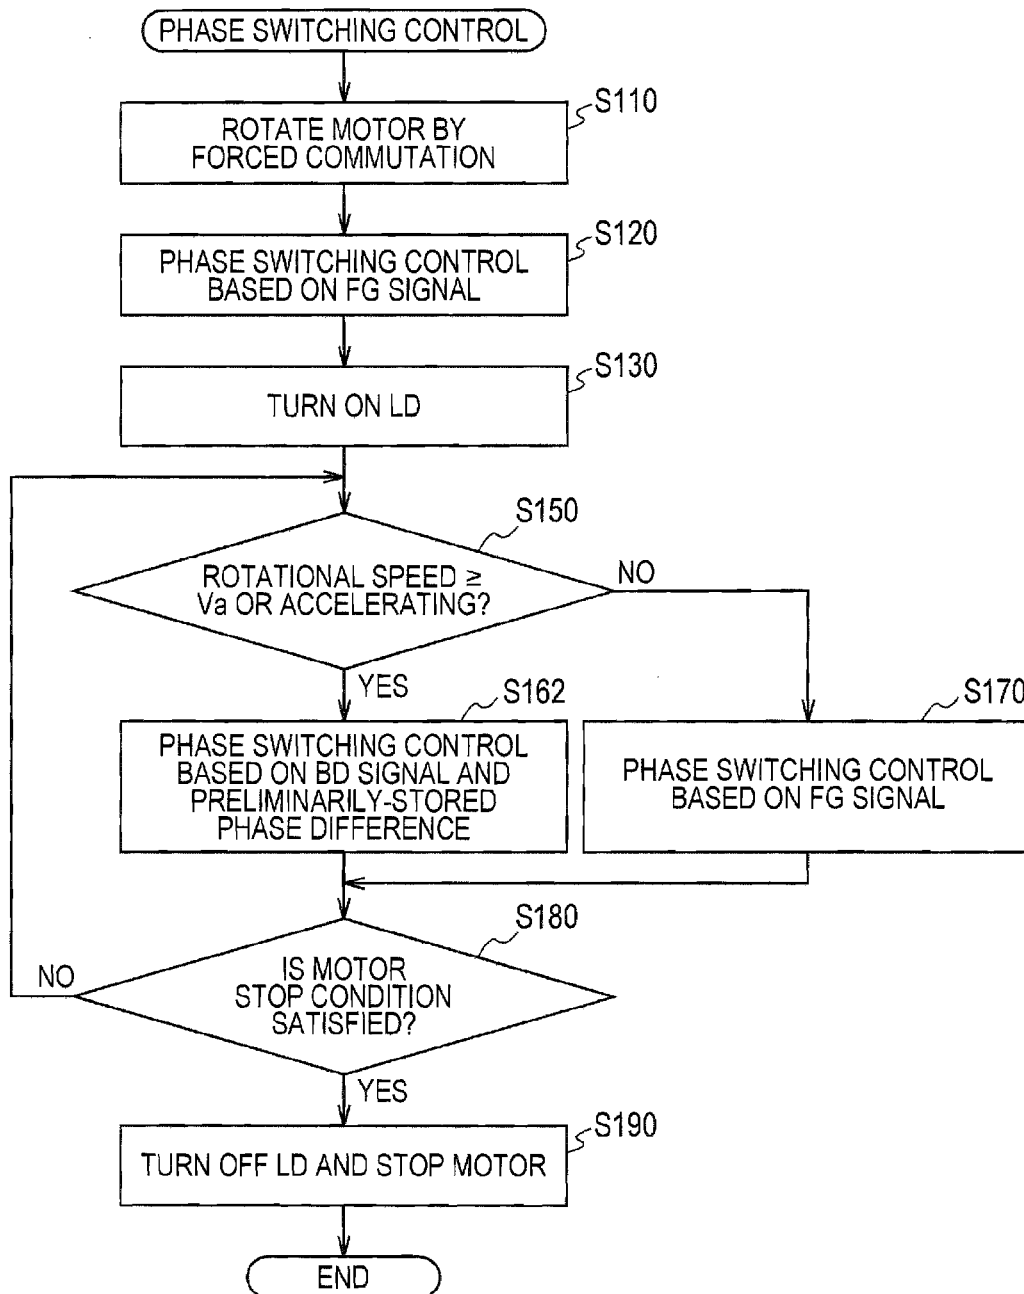 PHASE SWITCHING CONTROL
S110
ROTATE MOTOR BY
FORCED COMMUTATION
S120
PHASE SWITCHING CONTROL
BASED ON FG SIGNAL
S130
TURN ON LD
S150
ROTATIONAL SPEED ≥
Va OR ACCELERATING?
NO
YES
S162
S170
PHASE SWITCHING CONTROL
BASED ON BD SIGNAL AND
PRELIMINARILY-STORED
PHASE DIFFERENCE
PHASE SWITCHING CONTROL
BASED ON FG SIGNAL
S180
NO
IS MOTOR
STOP CONDITION
SATISFIED?
YES
S190
TURN OFF LD AND STOP MOTOR
END